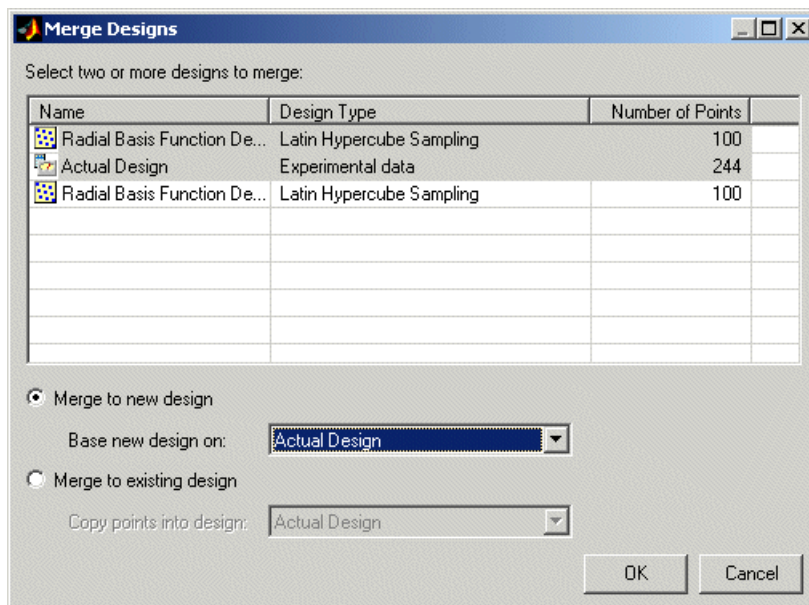 Merge Designs
Select two or more designs to merge:
Name Design Type Number of Points
Radial Basis Function De... Latin Hypercube Sampling 100
Actual Design Experimental data 244
Radial Basis Function De... Latin Hypercube Sampling 100
Merge to new design
Base new design on: Actual Design
Merge to existing design
Copy points into design: Actual Design
OK Cancel